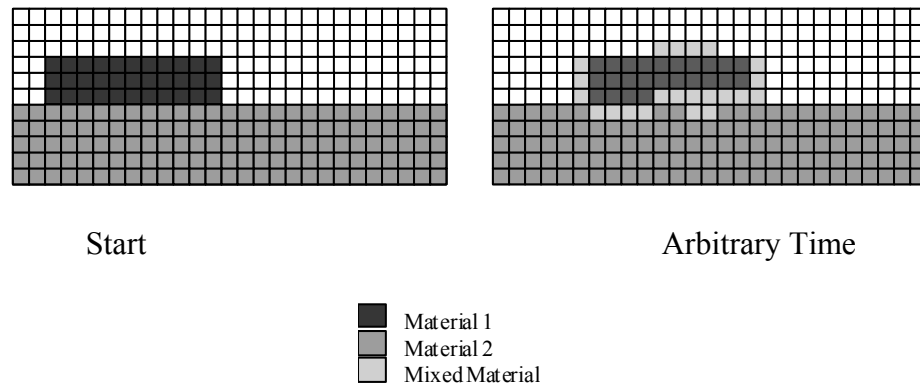 Start
Arbitrary Time
Material 1
Material 2
Mixed Material